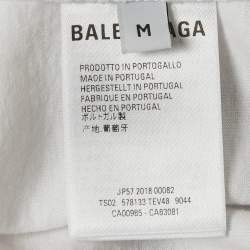 BALENCIAGA
M
PRODOTTO IN PORTOGALLO
MADE IN PORTUGAL
HERGESTELLT IN PORTUGAL
FABRIQUE EN PORTUGAL
HECHO EN PORTUGAL
ポルトガル製
产地:葡萄牙
JP57 2018 00082
TS02 578133 TEV48 9044
CA00985 - CA83081